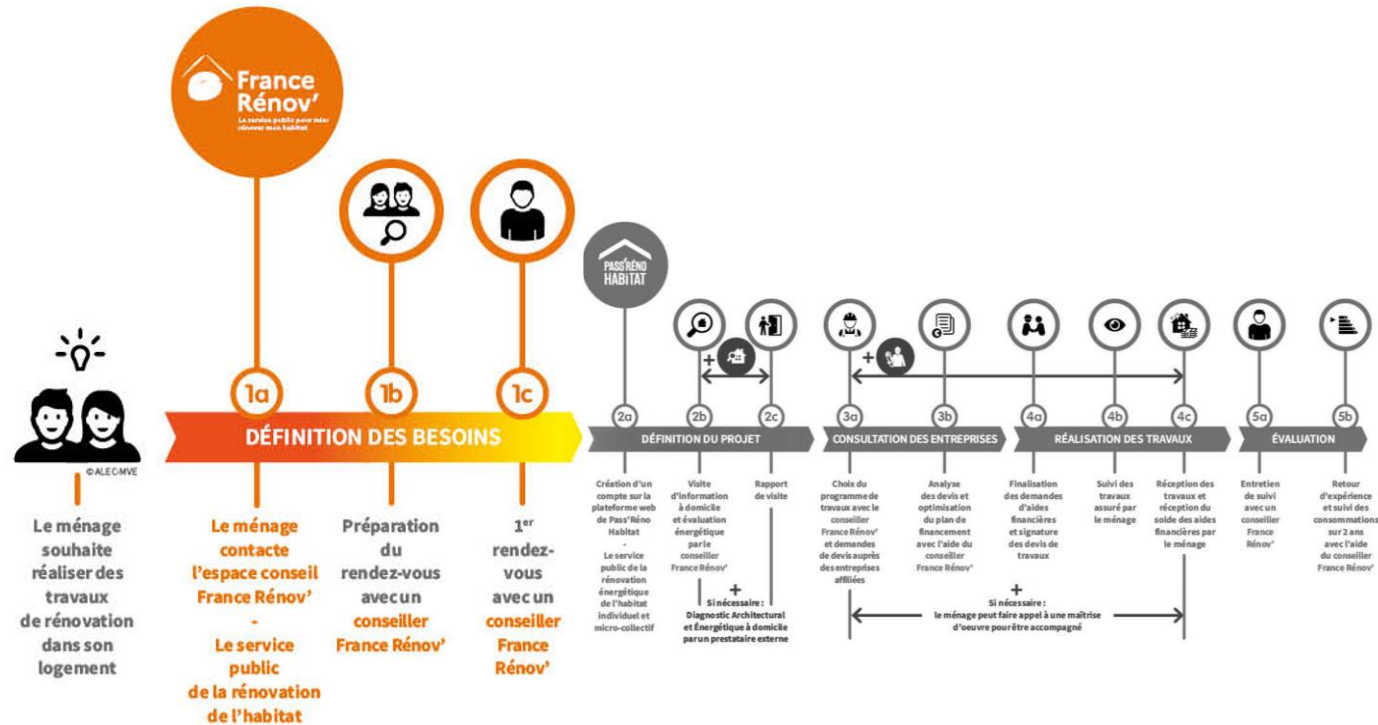 France
Rénov'
Le service public pour mieux
rénover mon habitat
PASS'RÉNO
HABITAT
1a
1b
1c
2a
2b
2c
3a
3b
4a
4b
4c
5a
5b
+
+
DÉFINITION DES BESOINS
DÉFINITION DU PROJET
CONSULTATION DES ENTREPRISES
RÉALISATION DES TRAVAUX
ÉVALUATION
©ALEC-MVE
Le ménage
souhaite
réaliser des
travaux
de rénovation
dans son
logement
Le ménage
contacte
l'espace conseil
France Rénov'
-
Le service
public
de la rénovation
de l'habitat
Préparation
du
rendez-vous
avec un
conseiller
France Rénov'
1er
rendez-
vous
avec un
conseiller
France
Rénov'
Création d'un
compte sur la
plateforme web
de Pass'Réno
Habitat
-
Le service
public de la
rénovation
énergétique
de l'habitat
individuel et
micro-collectif
Visite
d'information
à domicile
et évaluation
énergétique
par le
conseiller
France Rénov'
Rapport
de visite
+
Si nécessaire :
Diagnostic Architectural
et Énergétique à domicile
par un prestataire externe
Choix du
programme de
travaux avec le
conseiller
France Rénov'
et demandes
de devis auprès
des entreprises
affiliées
Analyse
des devis et
optimisation
du plan de
financement
avec l'aide du
conseiller
France Rénov'
Finalisation
des demandes
d'aides
financières et
signature
des devis de
travaux
Suivi des
travaux
assuré par
le ménage
Réception des
travaux et
réception du
solde des aides
financières par
le ménage
+
Si nécessaire :
le ménage peut faire appel à une maîtrise
d'oeuvre pour être accompagné
Entretien
de suivi
avec un
conseiller
France
Rénov'
Retour
d'expérience
et suivi des
consommations
sur 2 ans
avec l'aide
du conseiller
France Rénov'